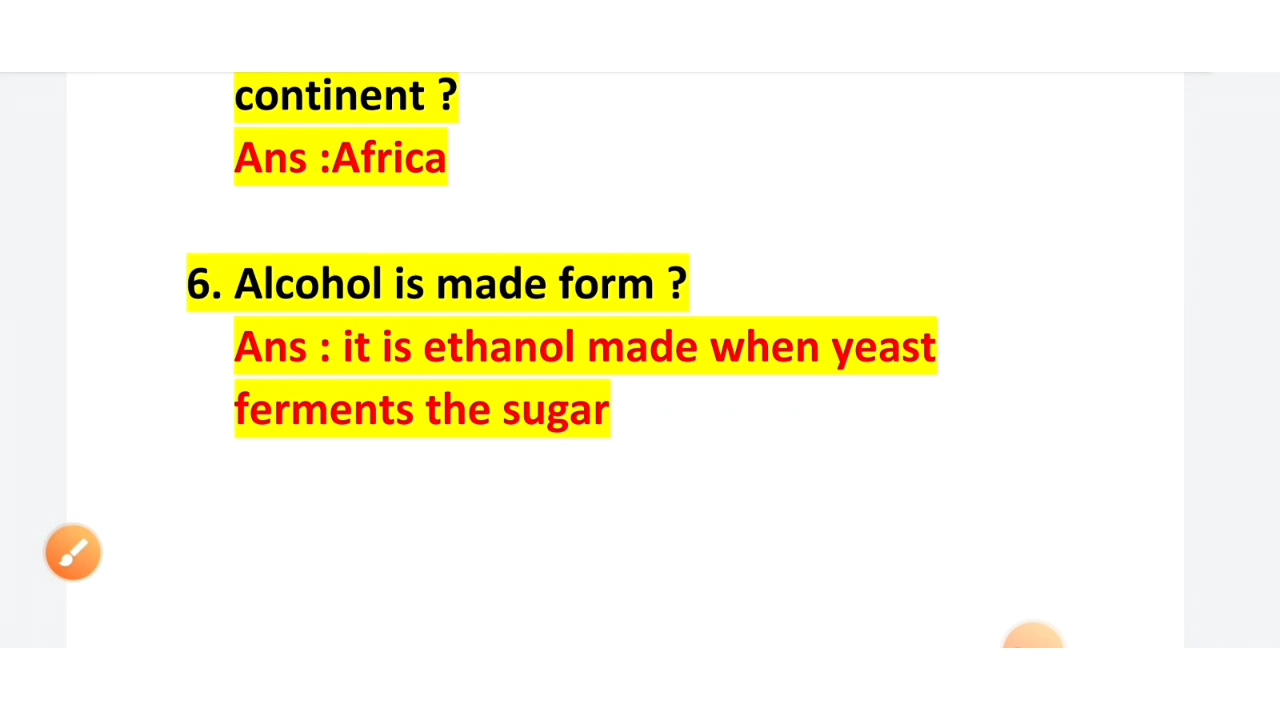 continent ?
Ans :Africa
6. Alcohol is made form ?
Ans : it is ethanol made when yeast
ferments the sugar